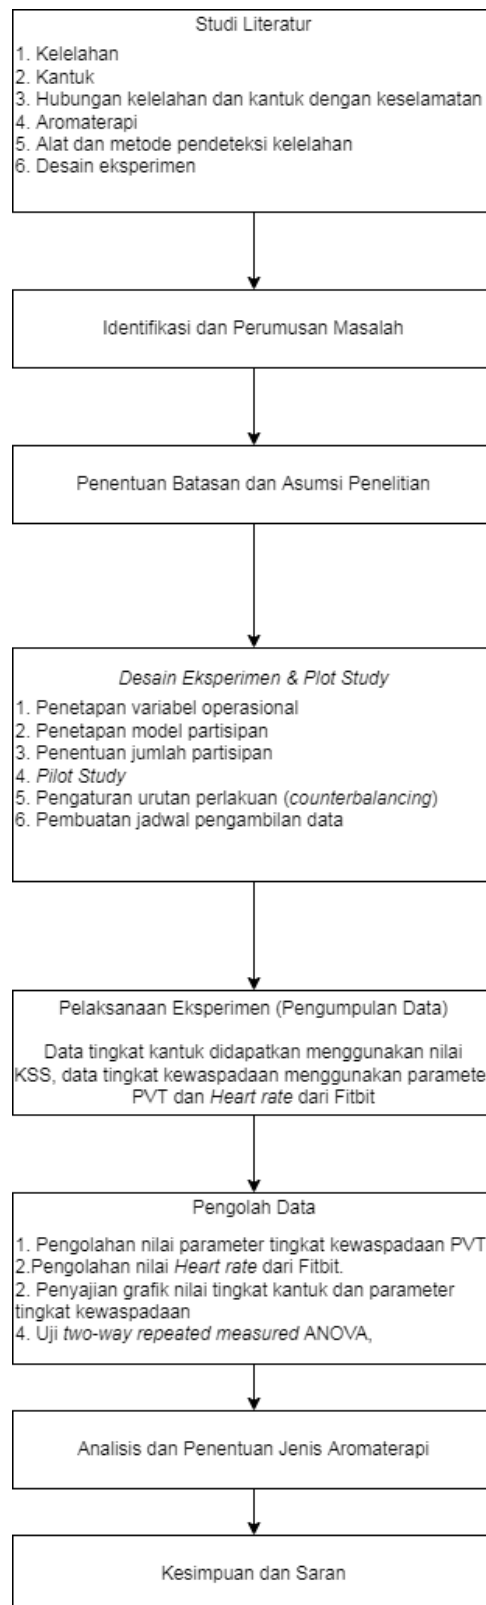 Studi Literatur
1. Kelelahan
2. Kantuk
3. Hubungan kelelahan dan kantuk dengan keselamatan
4. Aromaterapi
5. Alat dan metode pendeteksi kelelahan
6. Desain eksperimen
Identifikasi dan Perumusan Masalah
Penentuan Batasan dan Asumsi Penelitian
Desain Eksperimen & Plot Study
1. Penetapan variabel operasional
2. Penetapan model partisipan
3. Penentuan jumlah partisipan
4. Pilot Study
5. Pengaturan urutan perlakuan (counterbalancing)
6. Pembuatan jadwal pengambilan data
Pelaksanaan Eksperimen (Pengumpulan Data)
Data tingkat kantuk didapatkan menggunakan nilai
KSS, data tingkat kewaspadaan menggunakan paramete
PVT dan Heart rate dari Fitbit
Pengolah Data
1. Pengolahan nilai parameter tingkat kewaspadaan PVT
2.Pengolahan nilai Heart rate dari Fitbit.
2. Penyajian grafik nilai tingkat kantuk dan parameter
tingkat kewaspadaan
4. Uji two-way repeated measured ANOVA,
Analisis dan Penentuan Jenis Aromaterapi
Kesimpuan dan Saran